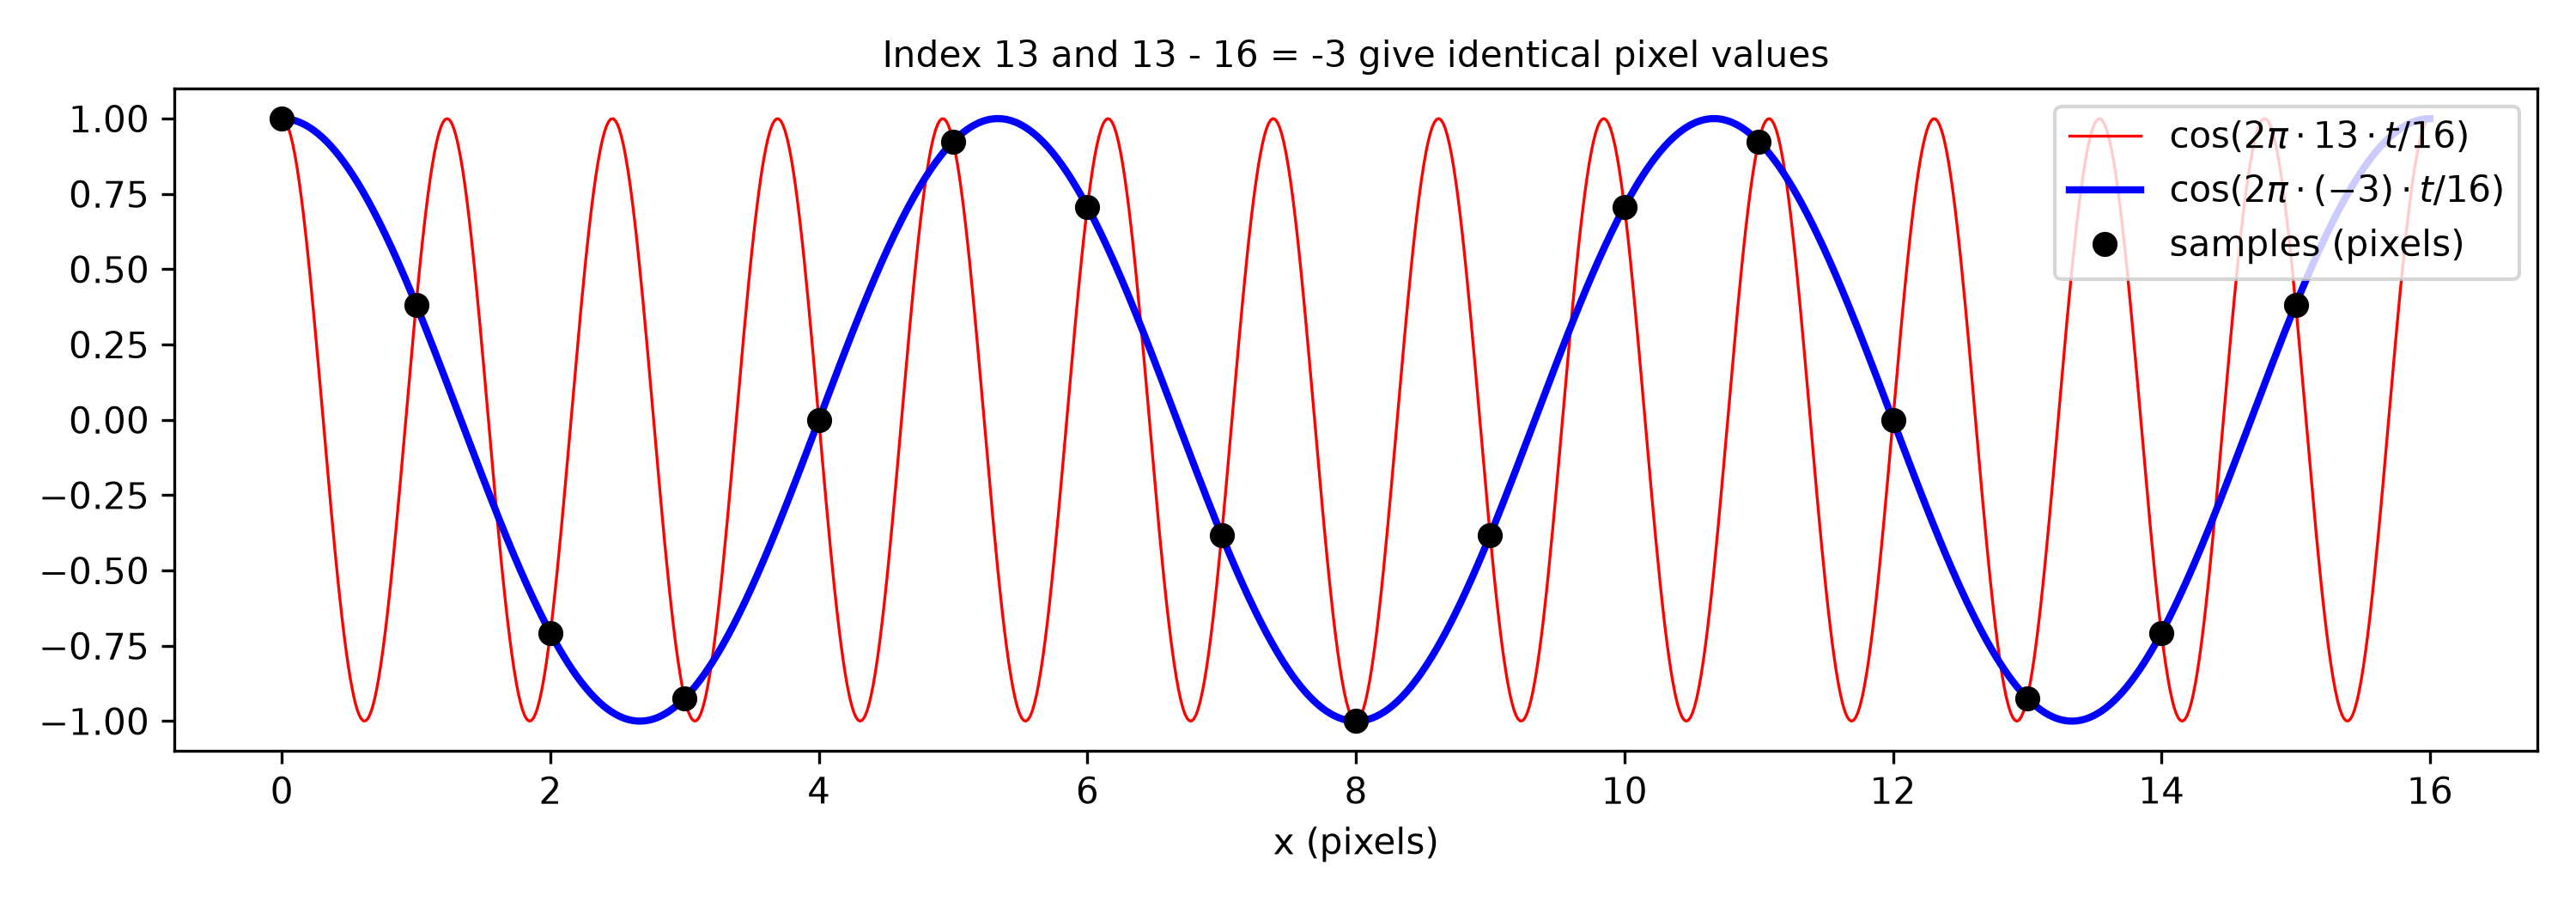 Index 13 and 13 - 16 = -3 give identical pixel values
1.00
0.75
0.50
0.25
0.00
−0.25
−0.50
−0.75
−1.00
cos(2π · 13 · t/16)
cos(2π · (−3) · t/16)
samples (pixels)
0 2 4 6 8 10 12 14 16
x (pixels)